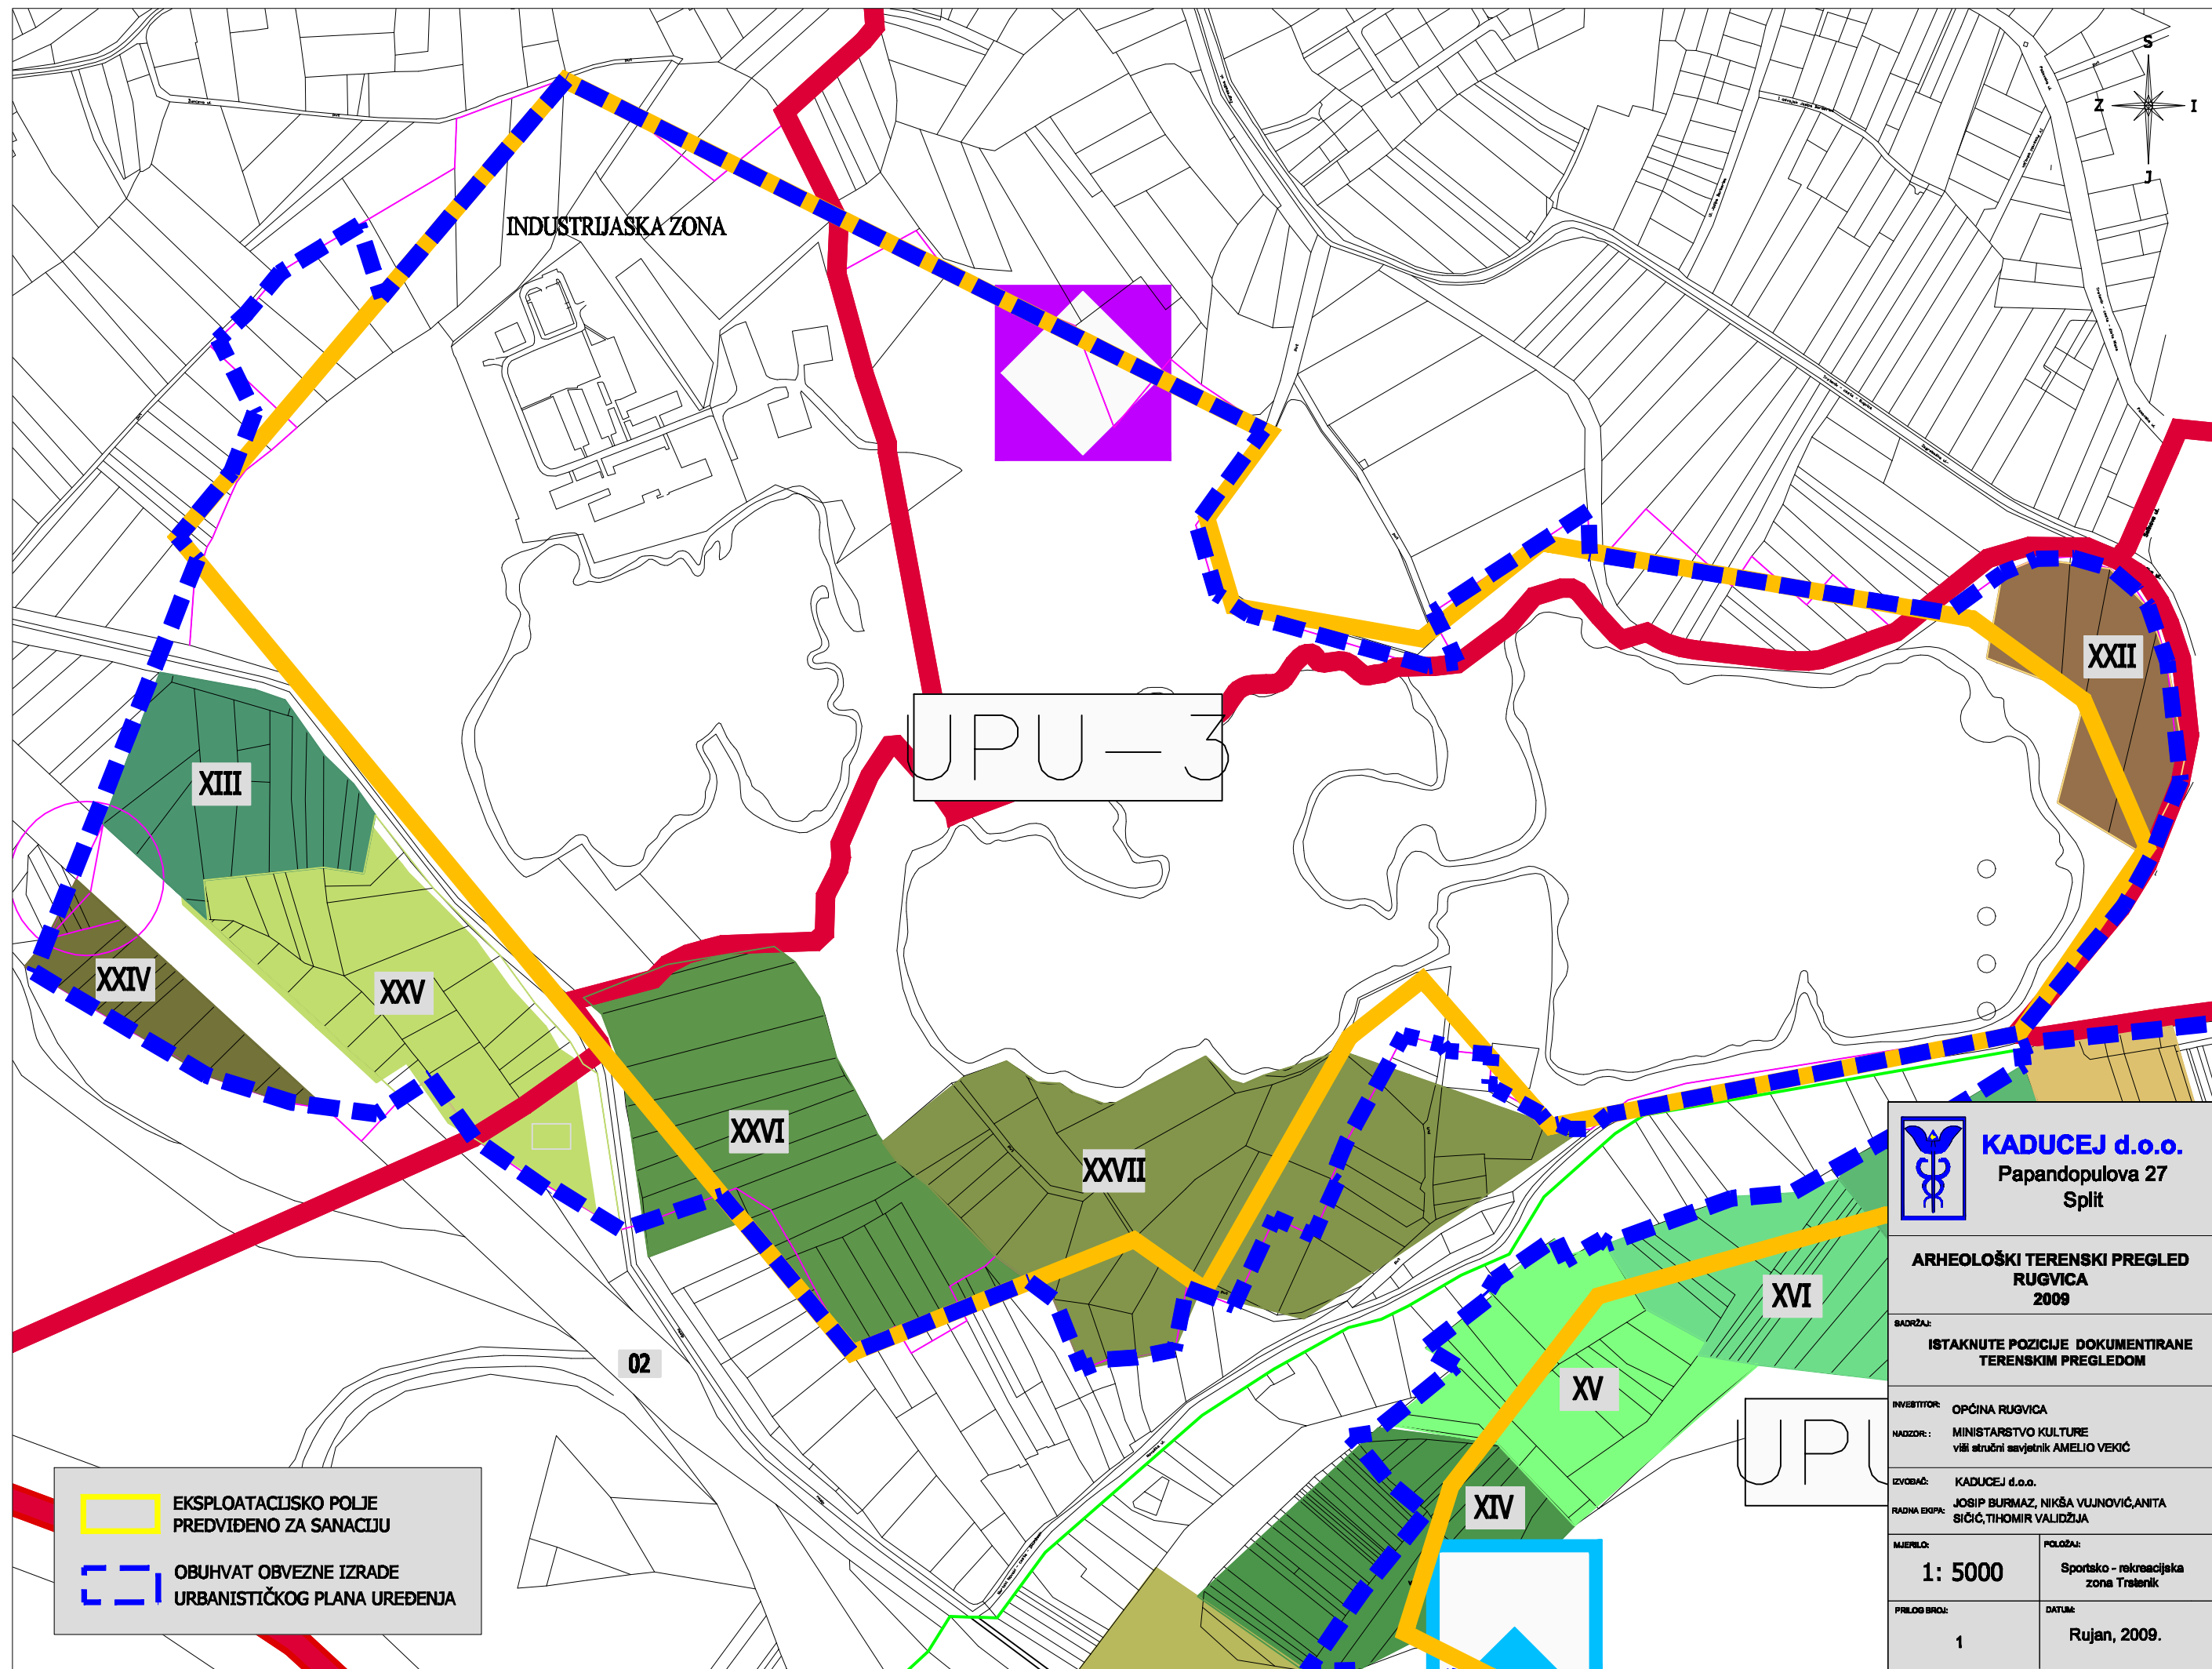 S
Z
I
J
INDUSTRIJASKA ZONA
XXII
UPU-3
XIII
XXIV
XXV
XXVI
XXVII
XVI
XV
XIV
02
UPU
EKSPLOATACIJSKO POLJE
PREDVIĐENO ZA SANACIJU
OBUHVAT OBVEZNE IZRADE
URBANISTIČKOG PLANA UREĐENJA
KADUCEJ d.o.o.
Papandopulova 27
Split
ARHEOLOŠKI TERENSKI PREGLED
RUGVICA
2009
SADRŽAJ:
ISTAKNUTE POZICIJE DOKUMENTIRANE
TERENSKIM PREGLEDOM
INVESTITOR: OPĆINA RUGVICA
NADZOR:: MINISTARSTVO KULTURE
viši stručni savjetnik AMELIO VEKIĆ
IZVOĐAČ: KADUCEJ d.o.o.
RADNA EKIPA: JOSIP BURMAZ, NIKŠA VUJNOVIĆ,ANITA
SIČIĆ,TIHOMIR VALIDŽIJA
MJERILO:
1: 5000
POLOŽAJ:
Sportsko - rekreacijska
zona Trstenik
PRILOG BROJ:
1
DATUM:
Rujan, 2009.